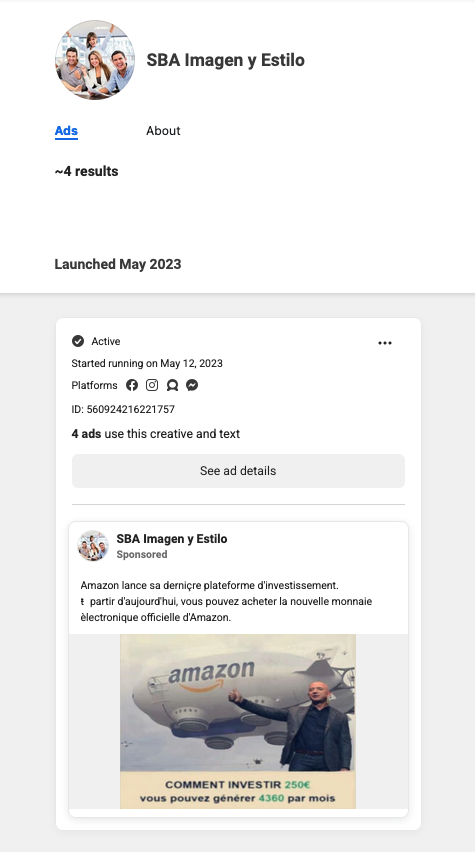 SBA Imagen y Estilo
Ads About
~4 results
Launched May 2023
Active
Started running on May 12, 2023
Platforms
ID: 560924216221757
4 ads use this creative and text
See ad details
SBA Imagen y Estilo
Sponsored
Amazon lance sa derniçre plateforme d'investissement.
ŧ partir d'aujourd'hui, vous pouvez acheter la nouvelle monnaie
èlectronique officielle d'Amazon.
amazon
COMMENT INVESTIR 250€
vous pouvez générer 4360 par mois